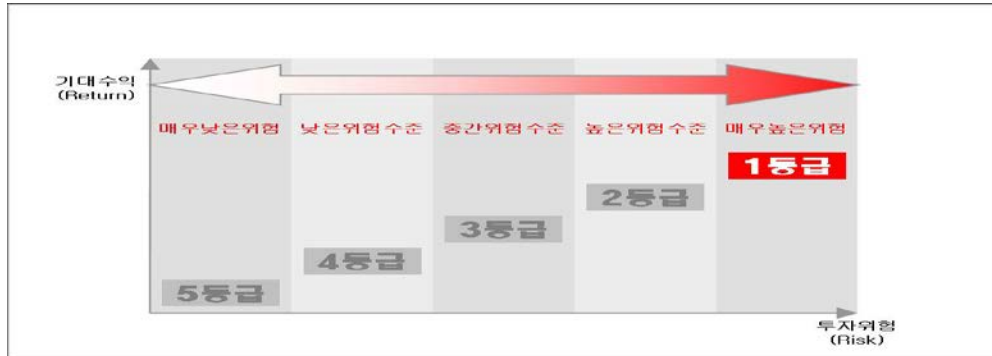 기대수익
(Return)
매우낮은위험 낮은위험수준 중간위험수준 높은위험수준 매우높은위험
1등급
2등급
3등급
4등급
5등급
투자위험
(Risk)